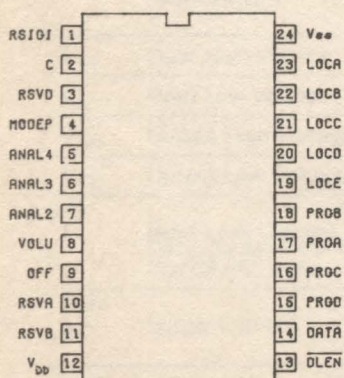 RSIGI 1
C 2
RSVD 3
MODEP 4
ANAL4 5
ANAL3 6
ANAL2 7
VOLU 8
OFF 9
RSVA 10
RSVB 11
VDD 12
24 Vss
23 LOCA
22 LOCB
21 LOCC
20 LOCD
19 LOCE
18 PROB
17 PROA
16 PROC
15 PROD
14 DATA
13 DLEN